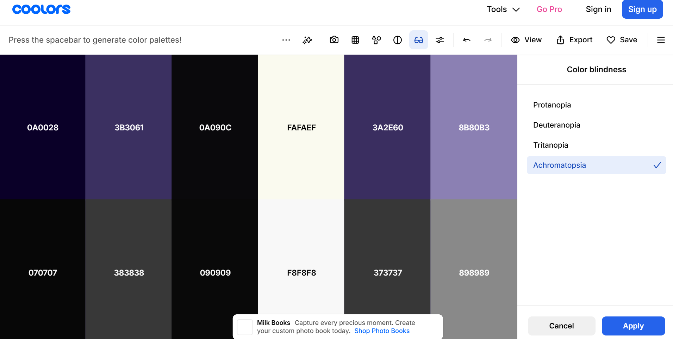 coolors
Tools Go Pro Sign in Sign up
Press the spacebar to generate color palettes!
View Export Save
Color blindness
0A0028 3B3061 0A090C FAFAEF 3A2E60 8B80B3
Protanopia
Deuteranopia
Tritanopia
Achromatopsia
070707 383838 090909 F8F8F8 373737 898989
Milk Books Capture every precious moment. Create
your custom photo book today. Shop Photo Books
Cancel Apply